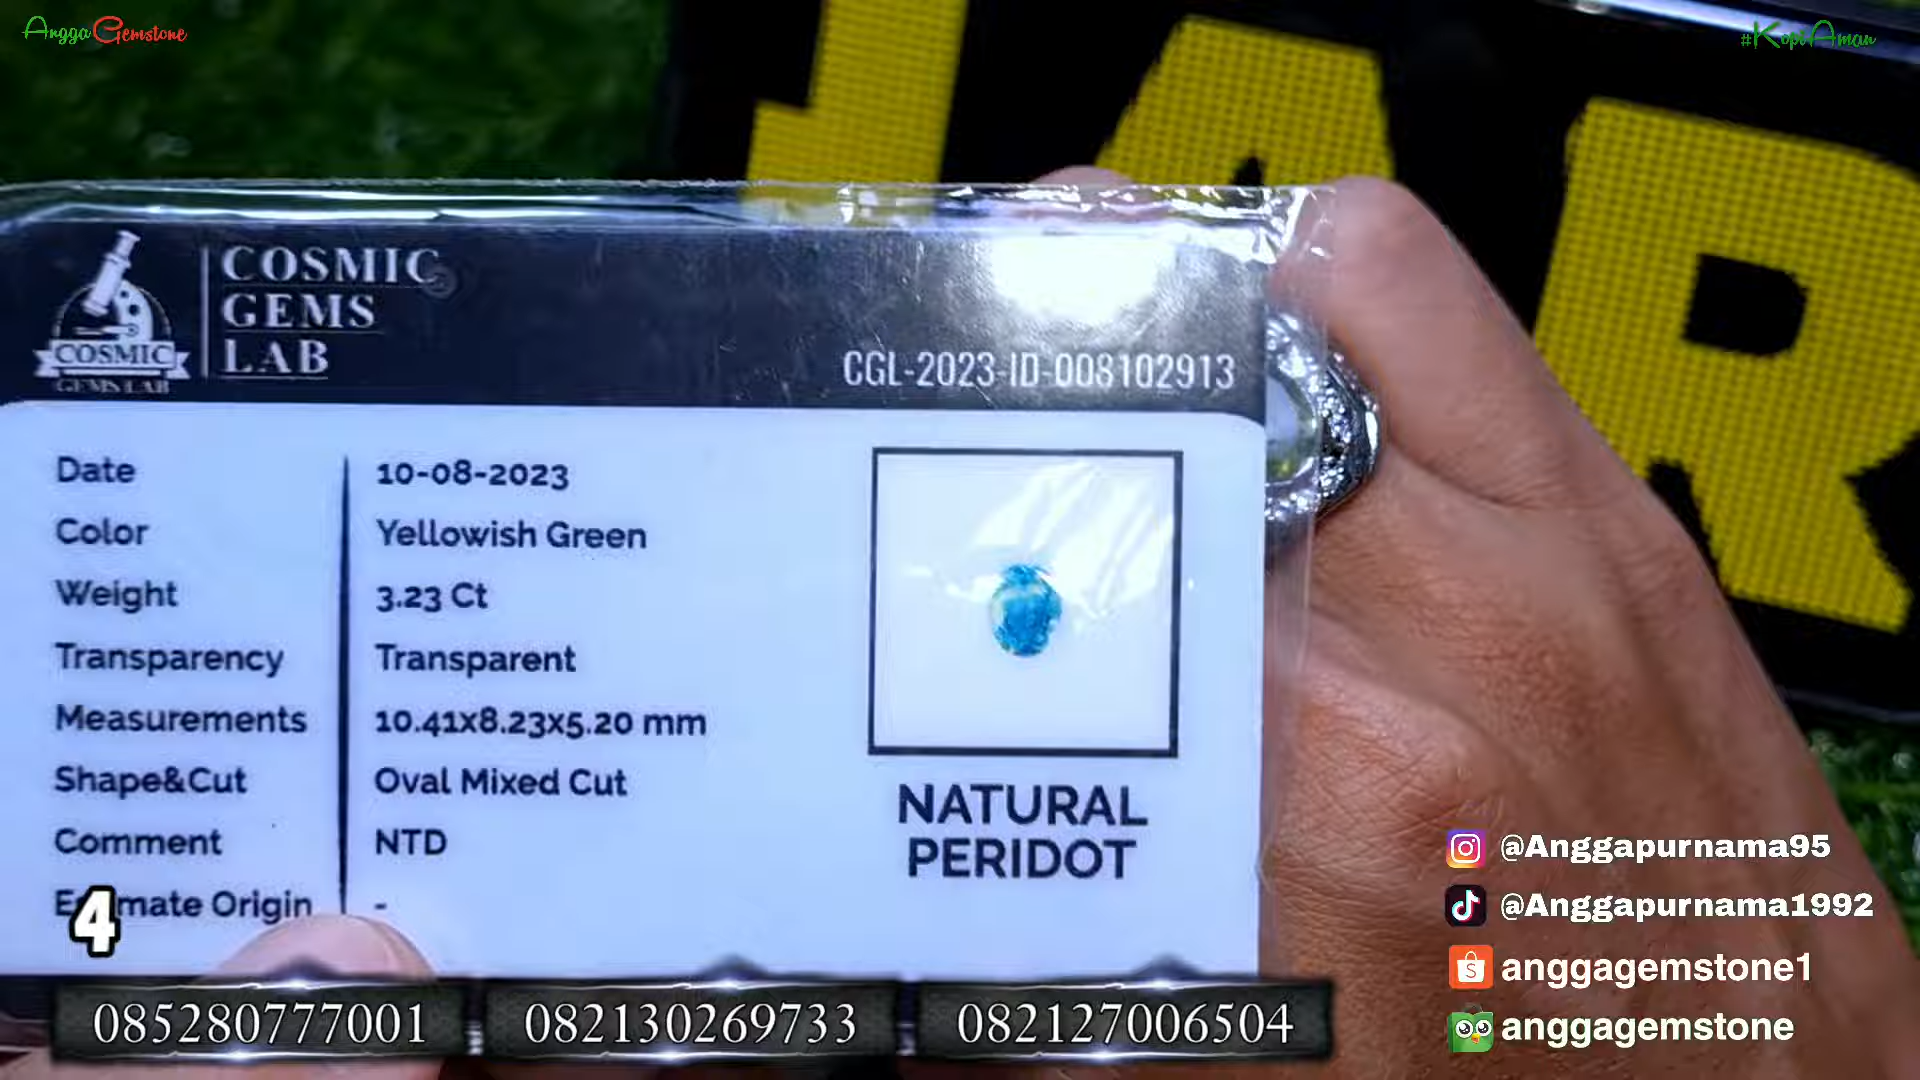 Angga Gemstone
#KopiAman
JAR
COSMIC
GEMS
LAB
COSMIC
GEMS LAB
CGL-2023-ID-008102913
Date 10-08-2023
Color Yellowish Green
Weight 3.23 Ct
Transparency Transparent
Measurements 10.41x8.23x5.20 mm
Shape&Cut Oval Mixed Cut
Comment NTD
Origin -
4
NATURAL
PERIDOT
@Anggapurnama95
@Anggapurnama1992
anggagemstone1
anggagemstone
085280777001
082130269733
082127006504